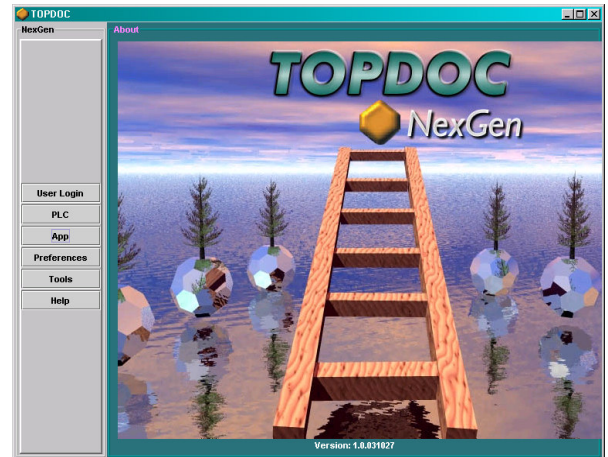 TOPDOC
NexGen
About
TOPDOC
NexGen
User Login
PLC
App
Preferences
Tools
Help
Version: 1.0.031027